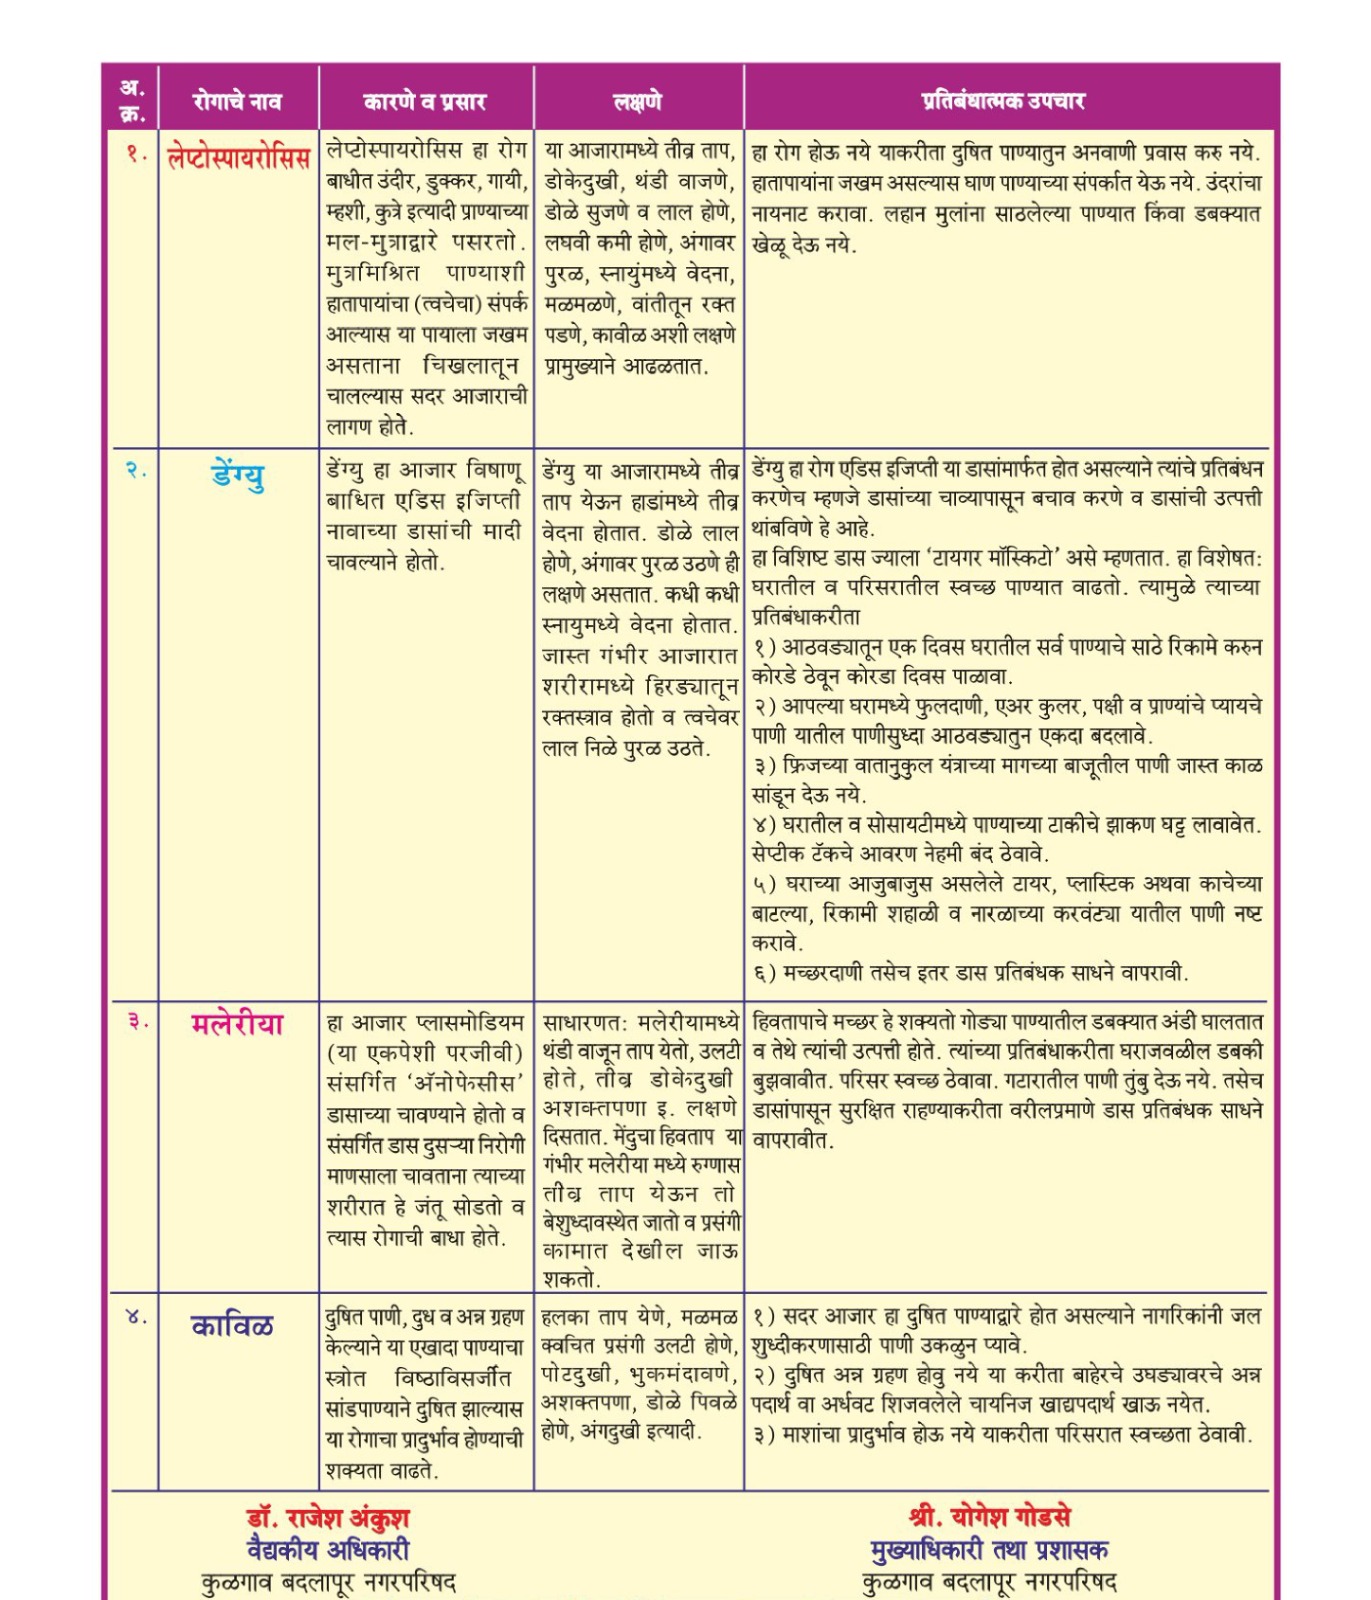 अ.
क्र.
रोगाचे नाव
कारणे व प्रसार
लक्षणे
प्रतिबंधात्मक उपचार
१.
लेप्टोस्पायरोसिस
लेप्टोस्पायरोसिस हा रोग
बाधीत उंदीर, डुक्कर, गायी,
म्हशी, कुत्रे इत्यादी प्राण्याच्या
मल-मुत्राद्वारे पसरतो.
मुत्रमिश्रित पाण्याशी
हातापायांचा (त्वचेचा) संपर्क
आल्यास या पायाला जखम
असताना चिखलातून
चालल्यास सदर आजाराची
लागण होते.
या आजारामध्ये तीव्र ताप,
डोकेदुखी, थंडी वाजणे,
डोळे सुजणे व लाल होणे,
लघवी कमी होणे, अंगावर
पुरळ, स्नायुंमध्ये वेदना,
मळमळणे, वांतीतून रक्त
पडणे, कावीळ अशी लक्षणे
प्रामुख्याने आढळतात.
हा रोग होऊ नये याकरीता दुषित पाण्यातुन अनवाणी प्रवास करु नये.
हातापायांना जखम असल्यास घाण पाण्याच्या संपर्कात येऊ नये. उंदरांचा
नायनाट करावा. लहान मुलांना साठलेल्या पाण्यात किंवा डबक्यात
खेळू देऊ नये.
२.
डेंग्यु
डेंग्यु हा आजार विषाणू
बाधित एडिस इजिप्ती
नावाच्या डासांची मादी
चावल्याने होतो.
डेंग्यु या आजारामध्ये तीव्र
ताप येऊन हाडांमध्ये तीव्र
वेदना होतात. डोळे लाल
होणे, अंगावर पुरळ उठणे ही
लक्षणे असतात. कधी कधी
स्नायुमध्ये वेदना होतात.
जास्त गंभीर आजारात
शरीरामध्ये हिरड्यातून
रक्तस्त्राव होतो व त्वचेवर
लाल निळे पुरळ उठते.
डेंग्यु हा रोग एडिस इजिप्ती या डासांमार्फत होत असल्याने त्यांचे प्रतिबंधन
करणेच म्हणजे डासांच्या चाव्यापासून बचाव करणे व डासांची उत्पत्ती
थांबविणे हे आहे.
हा विशिष्ट डास ज्याला ‘टायगर मॉस्किटो’ असे म्हणतात. हा विशेषत:
घरातील व परिसरातील स्वच्छ पाण्यात वाढतो. त्यामुळे त्याच्या
प्रतिबंधाकरीता
१) आठवड्यातून एक दिवस घरातील सर्व पाण्याचे साठे रिकामे करुन
कोरडे ठेवून कोरडा दिवस पाळावा.
२) आपल्या घरामध्ये फुलदाणी, एअर कुलर, पक्षी व प्राण्यांचे प्यायचे
पाणी यातील पाणीसुध्दा आठवड्यातुन एकदा बदलावे.
३) फ्रिजच्या वातानुकुल यंत्राच्या मागच्या बाजूतील पाणी जास्त काळ
सांडून देऊ नये.
४) घरातील व सोसायटीमध्ये पाण्याच्या टाकीचे झाकण घट्ट लावावेत.
सेप्टीक टॅकचे आवरण नेहमी बंद ठेवावे.
५) घराच्या आजुबाजुस असलेले टायर, प्लास्टिक अथवा काचेच्या
बाटल्या, रिकामी शहाळी व नारळाच्या करवंट्या यातील पाणी नष्ट
करावे.
६) मच्छरदाणी तसेच इतर डास प्रतिबंधक साधने वापरावी.
३.
मलेरीया
हा आजार प्लासमोडियम
(या एकपेशी परजीवी)
संसर्गित ‘ॲनोफेसीस’
डासाच्या चावण्याने होतो व
संसर्गित डास दुसऱ्या निरोगी
माणसाला चावताना त्याच्या
शरीरात हे जंतू सोडतो व
त्यास रोगाची बाधा होते.
साधारणत: मलेरीयामध्ये
थंडी वाजून ताप येतो, उलटी
होते, तीव्र डोकेदुखी
अशक्तपणा इ. लक्षणे
दिसतात. मेंदुचा हिवताप या
गंभीर मलेरीया मध्ये रुग्णास
तीव्र ताप येऊन तो
बेशुध्दावस्थेत जातो व प्रसंगी
कामात देखील जाऊ
शकतो.
हिवतापाचे मच्छर हे शक्यतो गोड्या पाण्यातील डबक्यात अंडी घालतात
व तेथे त्यांची उत्पत्ती होते. त्यांच्या प्रतिबंधाकरीता घराजवळील डबकी
बुझवावीत. परिसर स्वच्छ ठेवावा. गटारातील पाणी तुंबु देऊ नये. तसेच
डासांपासून सुरक्षित राहण्याकरीता वरीलप्रमाणे डास प्रतिबंधक साधने
वापरावीत.
४.
काविळ
दुषित पाणी, दुध व अन्न ग्रहण
केल्याने या एखादा पाण्याचा
स्त्रोत विष्ठाविसर्जीत
सांडपाण्याने दुषित झाल्यास
या रोगाचा प्रादुर्भाव होण्याची
शक्यता वाढते.
हलका ताप येणे, मळमळ
क्वचित प्रसंगी उलटी होणे,
पोटदुखी, भुकमंदावणे,
अशक्तपणा, डोळे पिवळे
होणे, अंगदुखी इत्यादी.
१) सदर आजार हा दुषित पाण्याद्वारे होत असल्याने नागरिकांनी जल
शुध्दीकरणासाठी पाणी उकळुन प्यावे.
२) दुषित अन्न ग्रहण होवु नये या करीता बाहेरचे उघड्यावरचे अन्न
पदार्थ वा अर्धवट शिजवलेले चायनिज खाद्यपदार्थ खाऊ नयेत.
३) माशांचा प्रादुर्भाव होऊ नये याकरीता परिसरात स्वच्छता ठेवावी.
डॉ. राजेश अंकुश
वैद्यकीय अधिकारी
कुळगाव बदलापूर नगरपरिषद
श्री. योगेश गोडसे
मुख्याधिकारी तथा प्रशासक
कुळगाव बदलापूर नगरपरिषद